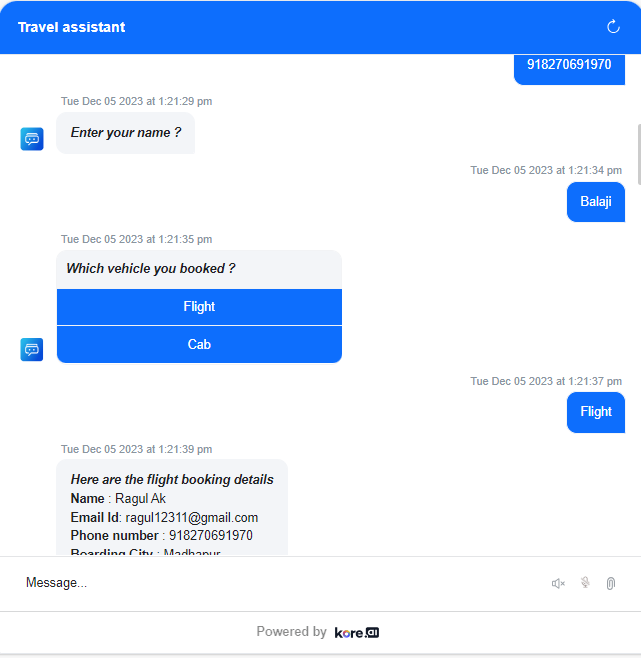 Travel assistant
918270691970
Tue Dec 05 2023 at 1:21:29 pm
Enter your name ?
Tue Dec 05 2023 at 1:21:34 pm
Balaji
Tue Dec 05 2023 at 1:21:35 pm
Which vehicle you booked ?
Flight
Cab
Tue Dec 05 2023 at 1:21:37 pm
Flight
Tue Dec 05 2023 at 1:21:39 pm
Here are the flight booking details
Name : Ragul Ak
Email Id: ragul12311@gmail.com
Phone number : 918270691970
Boarding City : Madhapur
Message...
Powered by kore.ai